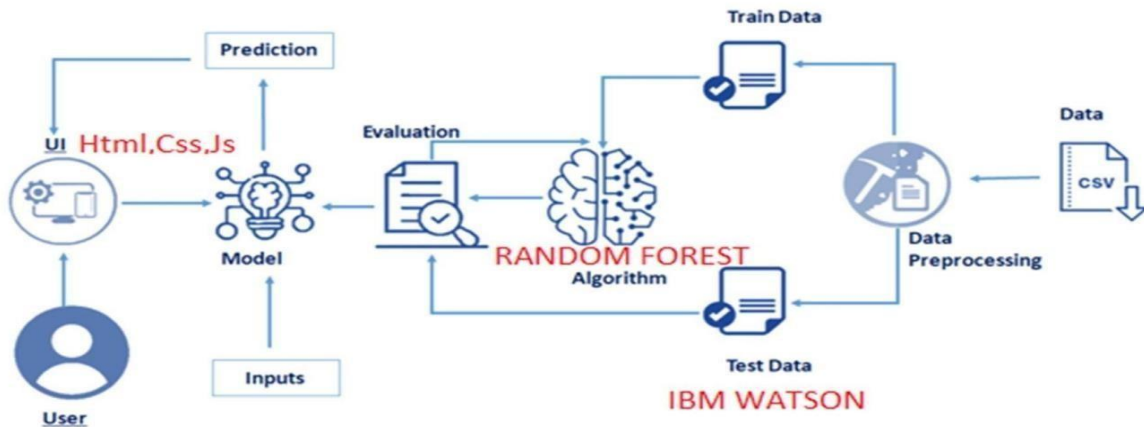 Train Data
Prediction
Data
Evaluation
UI Html,Css,Js
CSV
Data
Preprocessing
RANDOM FOREST
Algorithm
Model
Test Data
Inputs
IBM WATSON
User